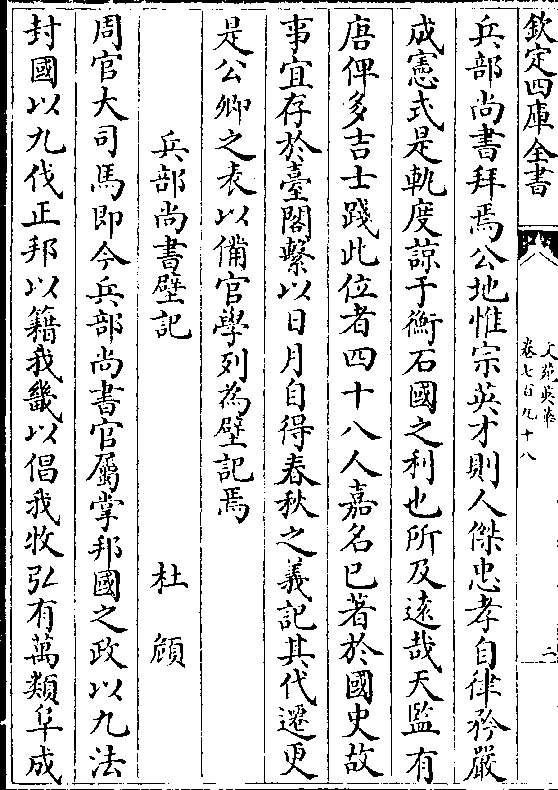 欽定四庫全書
文苑英華
卷七百九十八
二
兵部尚書拜焉公地惟宗英才則人傑忠孝自律矜嚴
成憲式是軌度諒于衡石國之利也所及遠哉天監有
唐俾多吉士踐此位者四十八人嘉名已著於國史故
事宜存於臺閣繫以日月自得春秋之義記其代遷更
是公卿之表以備官學列為壁記焉
兵部尚書壁記
杜頠
周官大司馬即今兵部尚書官屬掌邦國之政以九法
封國以九伐正邦以籍我畿以倡我牧弘有萬類阜成